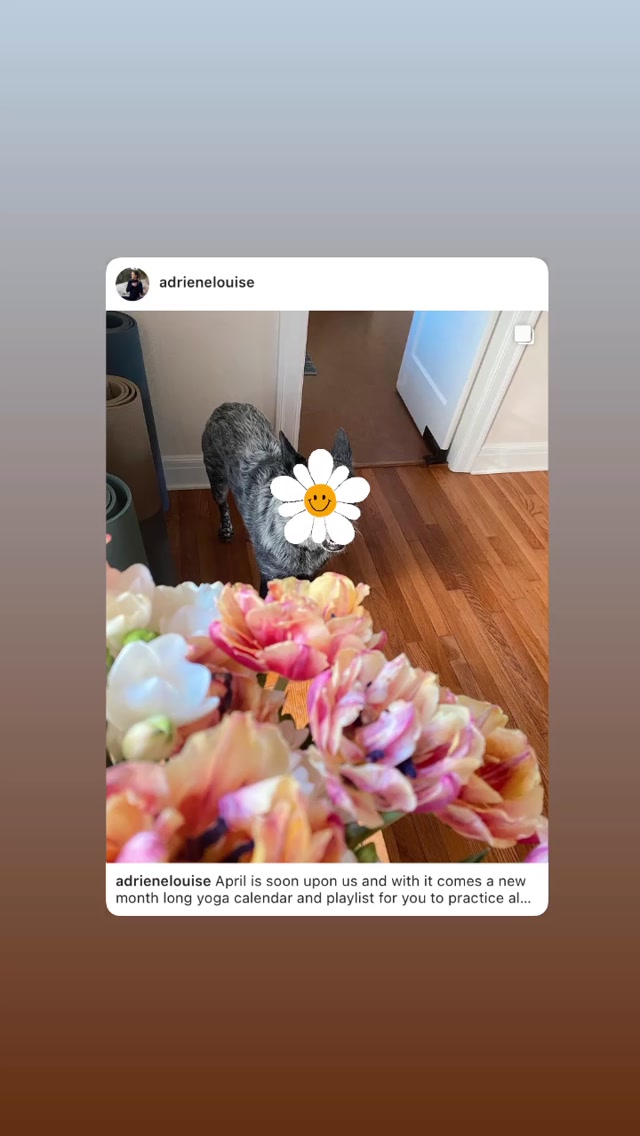 adrienelouise
adrienelouise April is soon upon us and with it comes a new
month long yoga calendar and playlist for you to practice al...